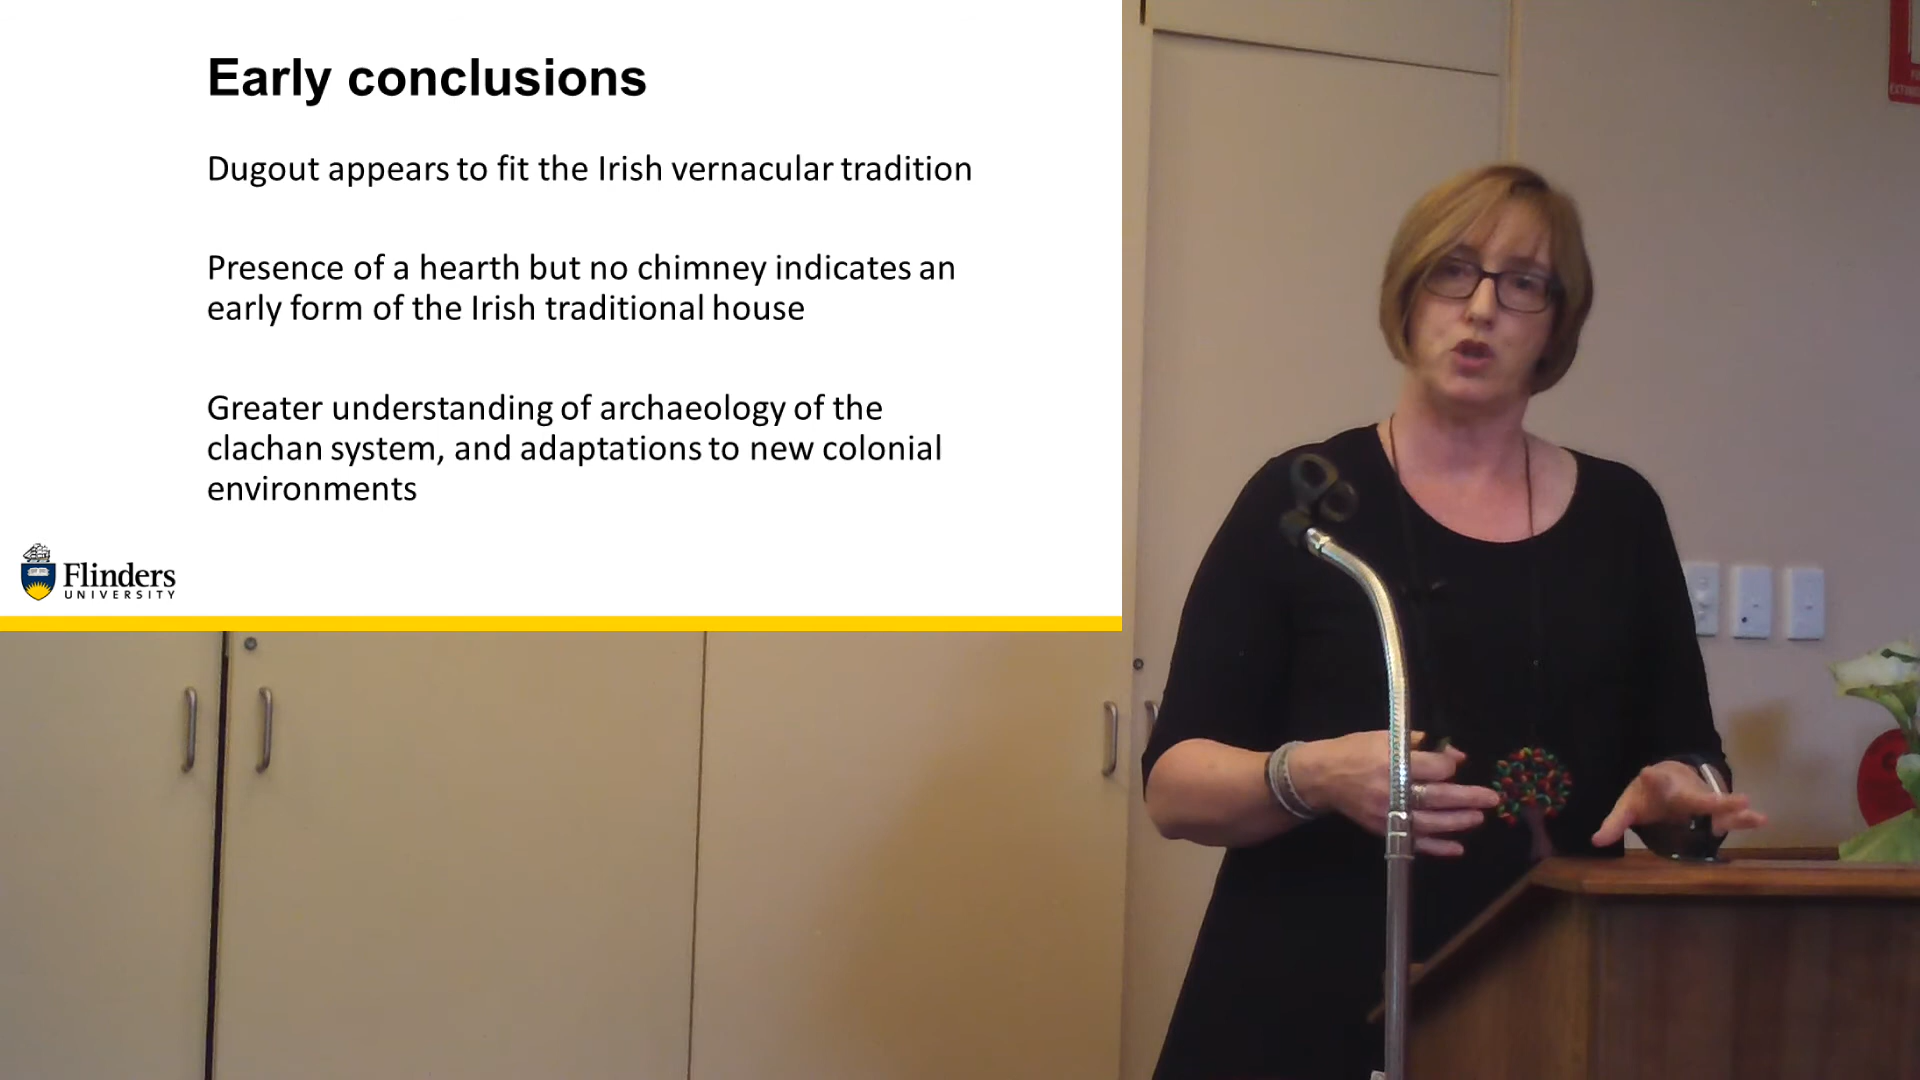 Early conclusions
Dugout appears to fit the Irish vernacular tradition
Presence of a hearth but no chimney indicates an
early form of the Irish traditional house
Greater understanding of archaeology of the
clachan system, and adaptations to new colonial
environments
Flinders
UNIVERSITY